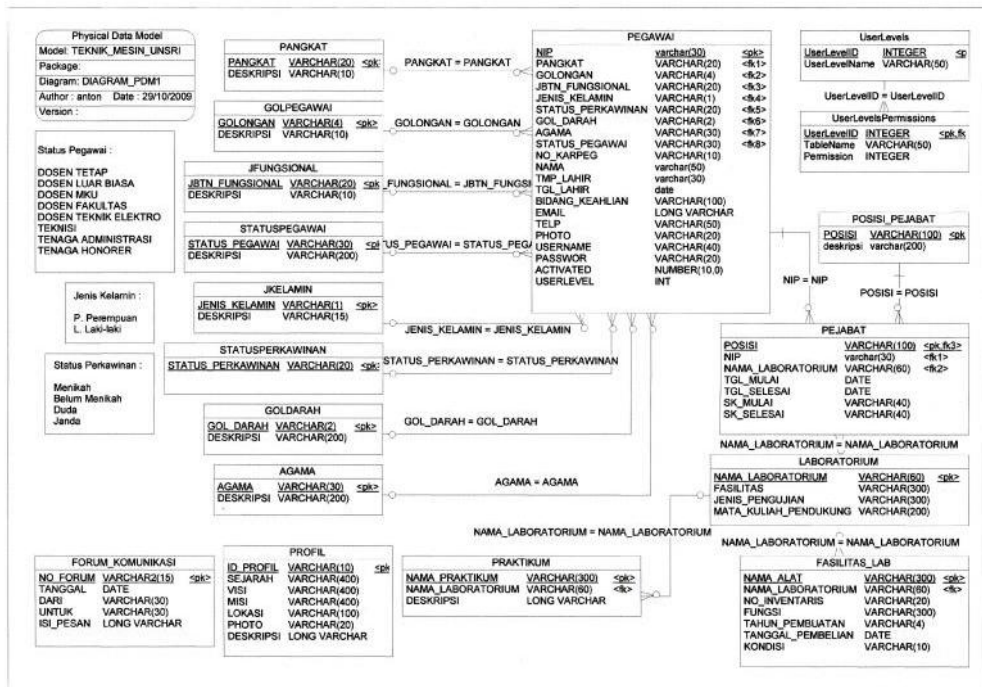 Physical Data Model
Model: TEKNIK_MESIN_UNSRI
Package:
Diagram: DIAGRAM_PDM1
Author : anton Date : 29/10/2009
Version :
Status Pegawai :
DOSEN TETAP
DOSEN LUAR BIASA
DOSEN MKU
DOSEN FAKULTAS
DOSEN TEKNIK ELEKTRO
TEKNISI
TENAGA ADMINISTRASI
TENAGA HONORER
Jenis Kelamin :
P. Perempuan
L. Laki-laki
Status Perkawinan :
Menikah
Belum Menikah
Duda
Janda
PANGKAT
PANGKAT VARCHAR(20) <pk
DESKRIPSI VARCHAR(10)
PANGKAT = PANGKAT
GOLPEGAWAI
GOLONGAN VARCHAR(4) <pk>
DESKRIPSI VARCHAR(10)
GOLONGAN = GOLONGAN
JFUNGSIONAL
JBTN_FUNGSIONAL VARCHAR(20) <pk
DESKRIPSI VARCHAR(10)
_FUNGSIONAL = JBTN_FUNGSI
STATUSPEGAWAI
STATUS_PEGAWAI VARCHAR(30) <pk
DESKRIPSI VARCHAR(200)
TUS_PEGAWAI = STATUS_PEGA
JKELAMIN
JENIS_KELAMIN VARCHAR(1) <pk>
DESKRIPSI VARCHAR(15)
JENIS_KELAMIN = JENIS_KELAMIN
STATUSPERKAWINAN
STATUS_PERKAWINAN VARCHAR(20) <pk
STATUS_PERKAWINAN = STATUS_PERKAWINAN
GOLDARAH
GOL_DARAH VARCHAR(2) <pk>
DESKRIPSI VARCHAR(200)
GOL_DARAH = GOL_DARAH
AGAMA
AGAMA VARCHAR(30) <pk>
DESKRIPSI VARCHAR(200)
AGAMA = AGAMA
PEGAWAI
NIP varchar(30) <pk>
PANGKAT VARCHAR(20) <fk1>
GOLONGAN VARCHAR(4) <fk2>
JBTN_FUNGSIONAL VARCHAR(20) <fk3>
JENIS_KELAMIN VARCHAR(1) <fk4>
STATUS_PERKAWINAN VARCHAR(20) <fk5>
GOL_DARAH VARCHAR(2) <fk6>
AGAMA VARCHAR(30) <fk7>
STATUS_PEGAWAI VARCHAR(30) <fk8>
NO_KARPEG VARCHAR(10)
NAMA varchar(50)
TMP_LAHIR varchar(30)
TGL_LAHIR date
BIDANG_KEAHLIAN VARCHAR(100)
EMAIL LONG VARCHAR
TELP VARCHAR(50)
PHOTO VARCHAR(20)
USERNAME VARCHAR(40)
PASSWOR VARCHAR(20)
ACTIVATED NUMBER(10,0)
USERLEVEL INT
UserLevels
UserLevelID INTEGER <p
UserLevelName VARCHAR(50)
UserLevelID = UserLevelID
UserLevelsPermissions
UserLevelID INTEGER <pk,fk
TableName VARCHAR(50)
Permission INTEGER
POSISI_PEJABAT
POSISI VARCHAR(100) <pk
deskripsi varchar(200)
NIP = NIP
POSISI = POSISI
PEJABAT
POSISI VARCHAR(100) <pk,fk3>
NIP varchar(30) <fk1>
NAMA_LABORATORIUM VARCHAR(60) <fk2>
TGL_MULAI DATE
TGL_SELESAI DATE
SK_MULAI VARCHAR(40)
SK_SELESAI VARCHAR(40)
NAMA_LABORATORIUM = NAMA_LABORATORIUM
LABORATORIUM
NAMA_LABORATORIUM VARCHAR(60) <pk>
FASILITAS VARCHAR(300)
JENIS_PENGUJIAN VARCHAR(300)
MATA_KULIAH_PENDUKUNG VARCHAR(200)
NAMA_LABORATORIUM = NAMA_LABORATORIUM
NAMA_LABORATORIUM = NAMA_LABORATORIUM
FORUM_KOMUNIKASI
NO_FORUM VARCHAR2(15) <pk>
TANGGAL DATE
DARI VARCHAR(30)
UNTUK VARCHAR(30)
ISI_PESAN LONG VARCHAR
PROFIL
ID_PROFIL VARCHAR(10) <pk
SEJARAH VARCHAR(400)
VISI VARCHAR(400)
MISI VARCHAR(400)
LOKASI VARCHAR(100)
PHOTO VARCHAR(20)
DESKRIPSI LONG VARCHAR
PRAKTIKUM
NAMA_PRAKTIKUM VARCHAR(300) <pk>
NAMA_LABORATORIUM VARCHAR(60) <fk>
DESKRIPSI LONG VARCHAR
FASILITAS_LAB
NAMA_ALAT VARCHAR(300) <pk>
NAMA_LABORATORIUM VARCHAR(60) <fk>
NO_INVENTARIS VARCHAR(20)
FUNGSI VARCHAR(300)
TAHUN_PEMBUATAN VARCHAR(4)
TANGGAL_PEMBELIAN DATE
KONDISI VARCHAR(10)